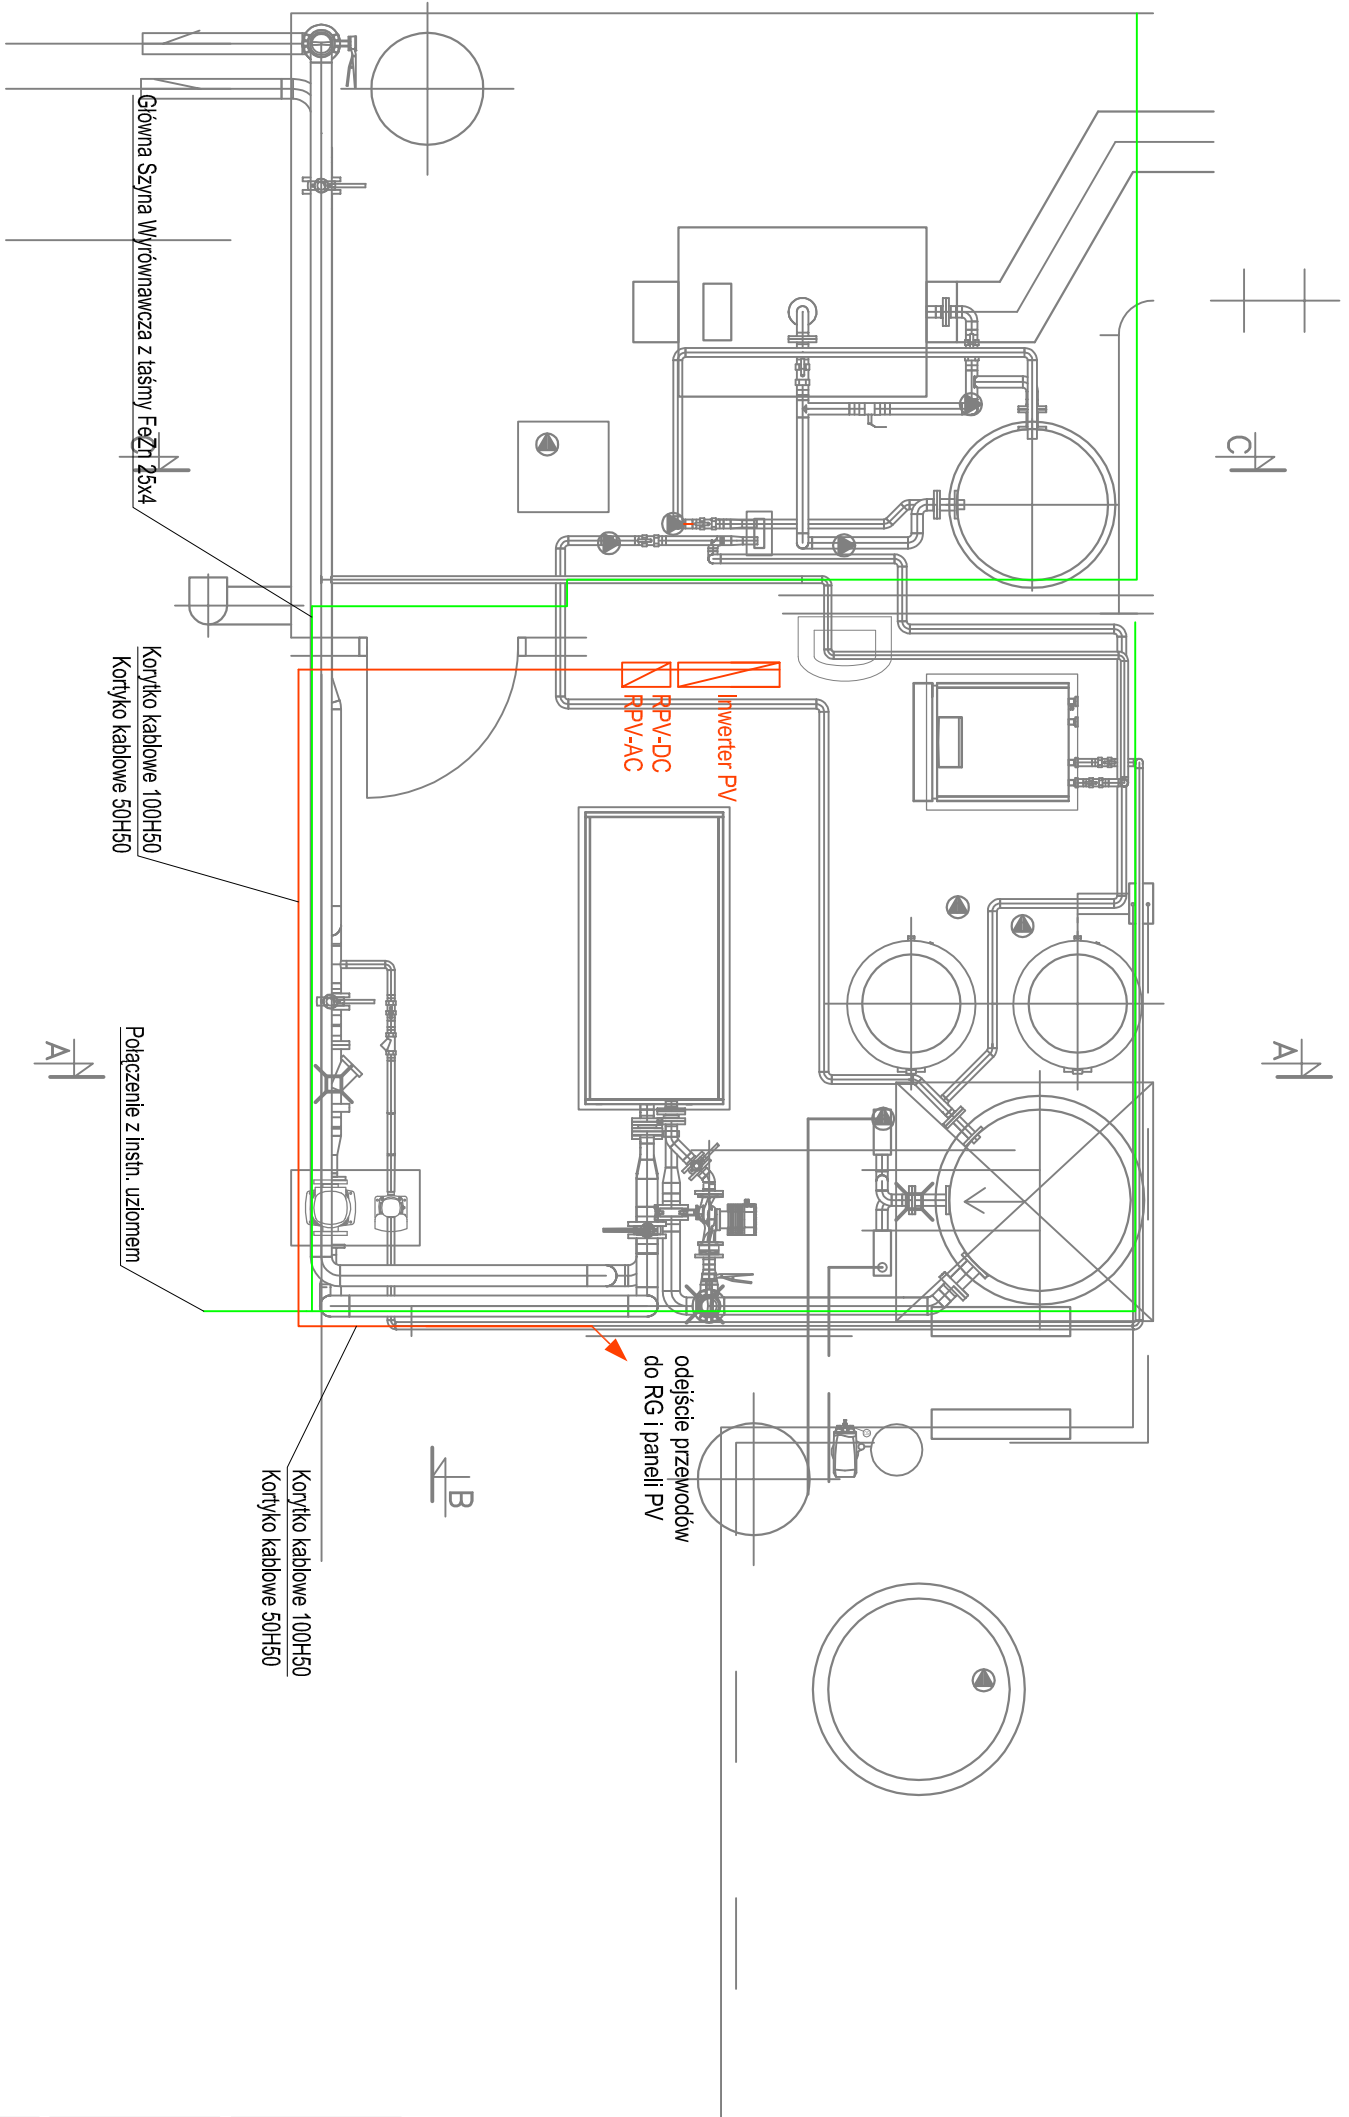 Główna Szyna Wyrównawcza z taśmy FeZn 25x4
C
C
Korytko kablowe 100H50
Kortyko kablowe 50H50
Inwerter PV
RPV-DC
RPV-AC
A
A
Połączenie z instn. uziomem
odejście przewodów
do RG i paneli PV
B
Korytko kablowe 100H50
Kortyko kablowe 50H50